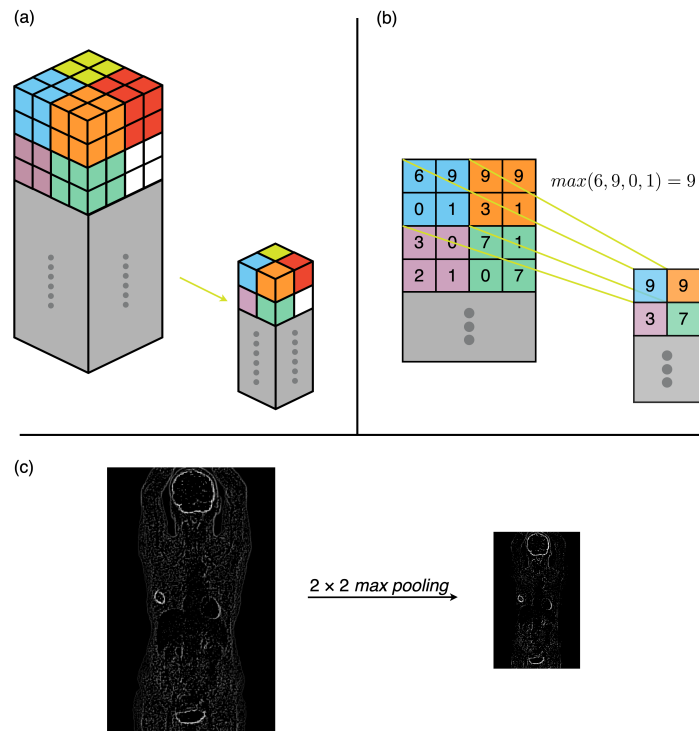 (a)
(b)
6 9 9 9
0 1 3 1
3 0 7 1
2 1 0 7
max(6, 9, 0, 1) = 9
9 9
3 7
(c)
2 × 2 max pooling